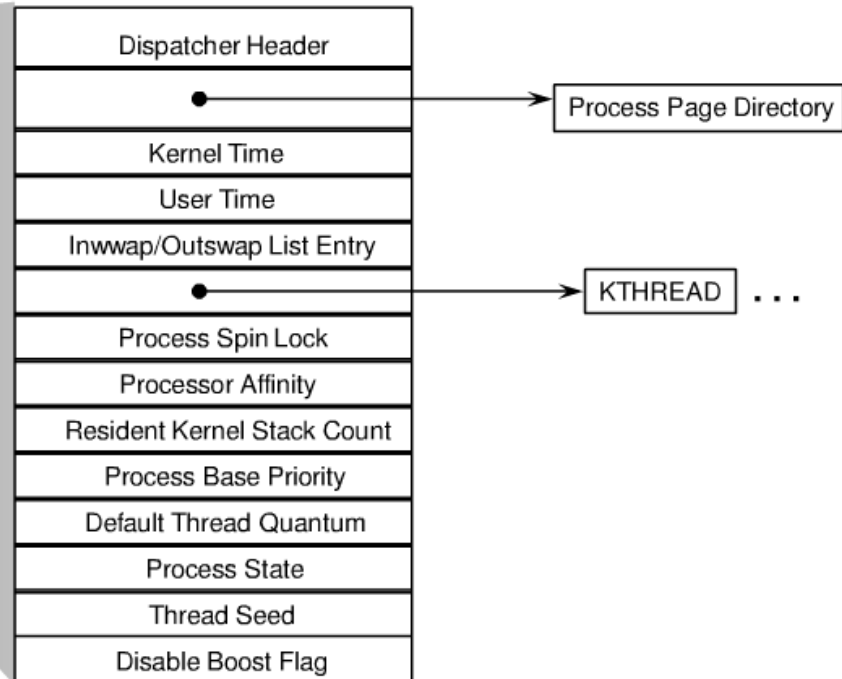 Dispatcher Header
Process Page Directory
Kernel Time
User Time
Inwwap/Outswap List Entry
KTHREAD ...
Process Spin Lock
Processor Affinity
Resident Kernel Stack Count
Process Base Priority
Default Thread Quantum
Process State
Thread Seed
Disable Boost Flag